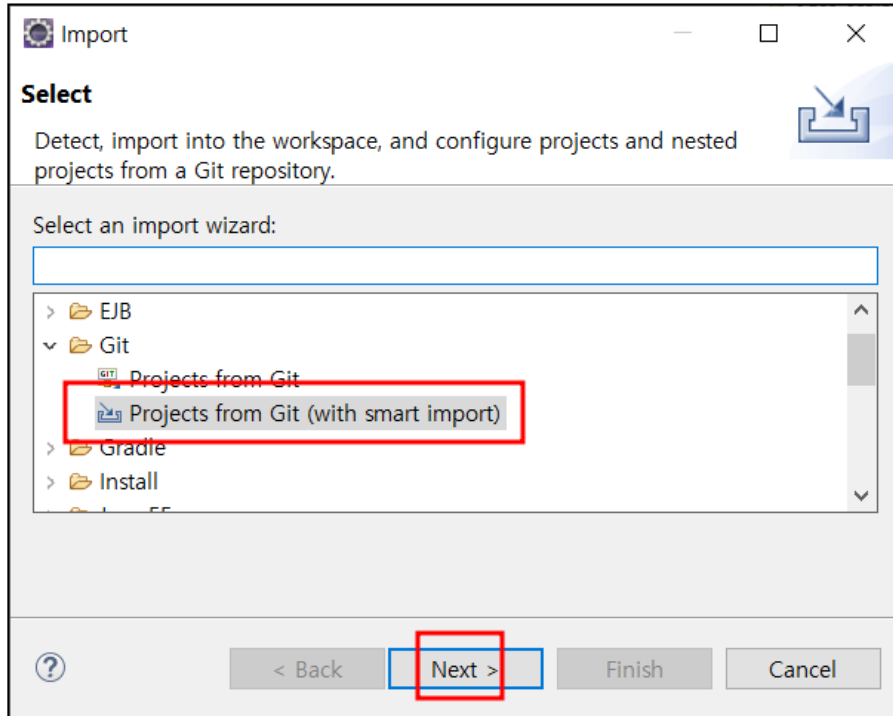 Import
Select
Detect, import into the workspace, and configure projects and nested
projects from a Git repository.
Select an import wizard:
EJB
Git
GIT
Projects from Git
Projects from Git (with smart import)
Gradle
Install
?
< Back
Next >
Finish
Cancel